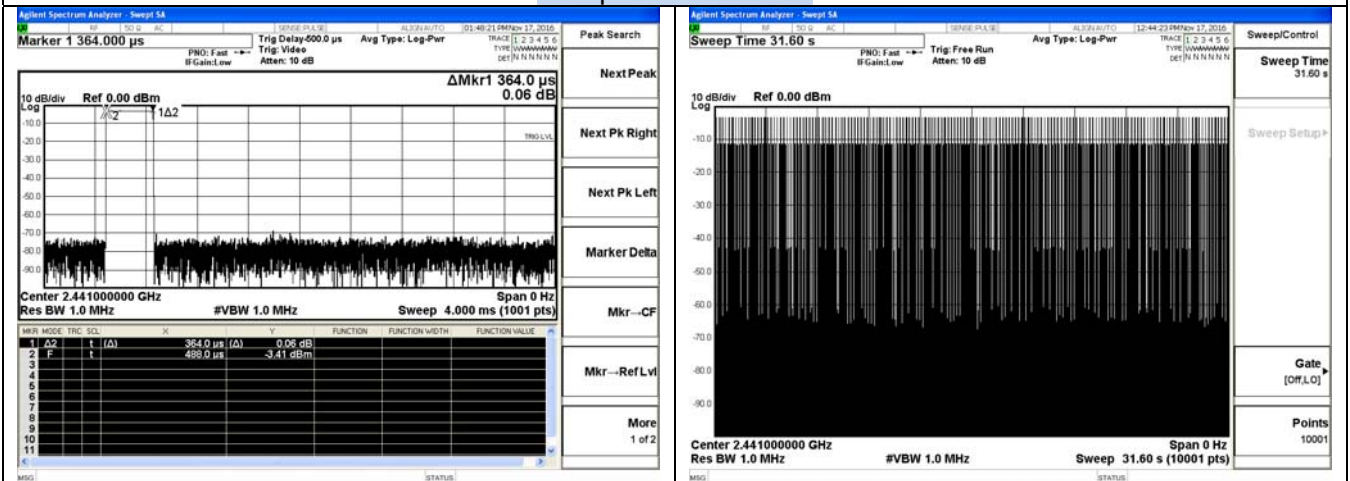 Agilent Spectrum Analyzer - Swept SA
RF 50 Ω AC SENSE:PULSE ALIGN AUTO 01:48:21 PM Nov 17, 2016
Marker 1 364.000 µs
Trig Delay-500.0 µs
Avg Type: Log-Pwr
TRACE 1 2 3 4 5 6
PNO: Fast
Trig: Video
TYPE WWWWWW
IFGain:Low
Atten: 10 dB
DET N N N N N N
ΔMkr1 364.0 µs
0.06 dB
10 dB/div Ref 0.00 dBm
Log
2
1Δ2
-10.0
TRIG LVL
-20.0
-30.0
-40.0
-50.0
-60.0
-70.0
-80.0
-90.0
Center 2.441000000 GHz Span 0 Hz
Res BW 1.0 MHz #VBW 1.0 MHz Sweep 4.000 ms (1001 pts)
MKR MODE TRC SCL X Y FUNCTION FUNCTION WIDTH FUNCTION VALUE
1 Δ2 t (Δ) 364.0 µs (Δ) 0.06 dB
2 F t 488.0 µs -3.41 dBm
3
4
5
6
7
8
9
10
11
MSG STATUS
Peak Search
Next Peak
Next Pk Right
Next Pk Left
Marker Delta
Mkr→CF
Mkr→Ref Lvl
More
1 of 2
Agilent Spectrum Analyzer - Swept SA
RF 50 Ω AC SENSE:PULSE ALIGN AUTO 12:44:23 PM Nov 17, 2016
Sweep Time 31.60 s
Avg Type: Log-Pwr
TRACE 1 2 3 4 5 6
PNO: Fast
Trig: Free Run
TYPE WWWWWW
IFGain:Low
Atten: 10 dB
DET N N N N N N
10 dB/div Ref 0.00 dBm
Log
-10.0
-20.0
-30.0
-40.0
-50.0
-60.0
-70.0
-80.0
-90.0
Center 2.441000000 GHz Span 0 Hz
Res BW 1.0 MHz #VBW 1.0 MHz Sweep 31.60 s (10001 pts)
MSG STATUS
Sweep/Control
Sweep Time
31.60 s
Sweep Setup
Gate
[Off,LO]
Points
10001